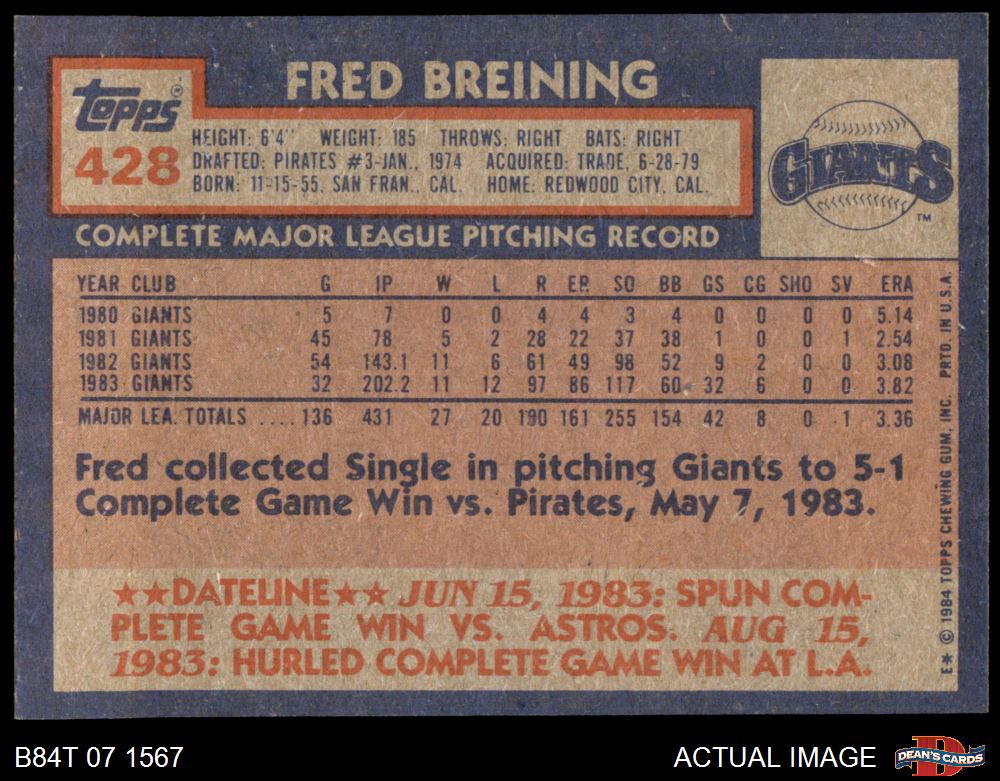 FRED BREINING
topps®
428
HEIGHT: 6'4" WEIGHT: 185 THROWS: RIGHT BATS: RIGHT
DRAFTED: PIRATES #3-JAN., 1974 ACQUIRED: TRADE, 6-28-79
BORN: 11-15-55, SAN FRAN., CAL. HOME: REDWOOD CITY, CAL.
GIANTS
TM
COMPLETE MAJOR LEAGUE PITCHING RECORD
YEAR CLUB G IP W L R ER SO BB GS CG SHO SV ERA
1980 GIANTS 5 7 0 0 4 4 3 4 0 0 0 0 5.14
1981 GIANTS 45 78 5 2 28 22 37 38 1 0 0 1 2.54
1982 GIANTS 54 143.1 11 6 61 49 98 52 9 2 0 0 3.08
1983 GIANTS 32 202.2 11 12 97 86 117 60 32 6 0 0 3.82
MAJOR LEA. TOTALS .... 136 431 27 20 190 161 255 154 42 8 0 1 3.36
Fred collected Single in pitching Giants to 5-1
Complete Game Win vs. Pirates, May 7, 1983.
★★DATELINE★★ JUN 15, 1983: SPUN COM-
PLETE GAME WIN VS. ASTROS. AUG 15,
1983: HURLED COMPLETE GAME WIN AT L.A.
E* © 1984 TOPPS CHEWING GUM, INC. PRTD. IN U.S.A.
B84T 07 1567
ACTUAL IMAGE
D
DEAN'S CARDS